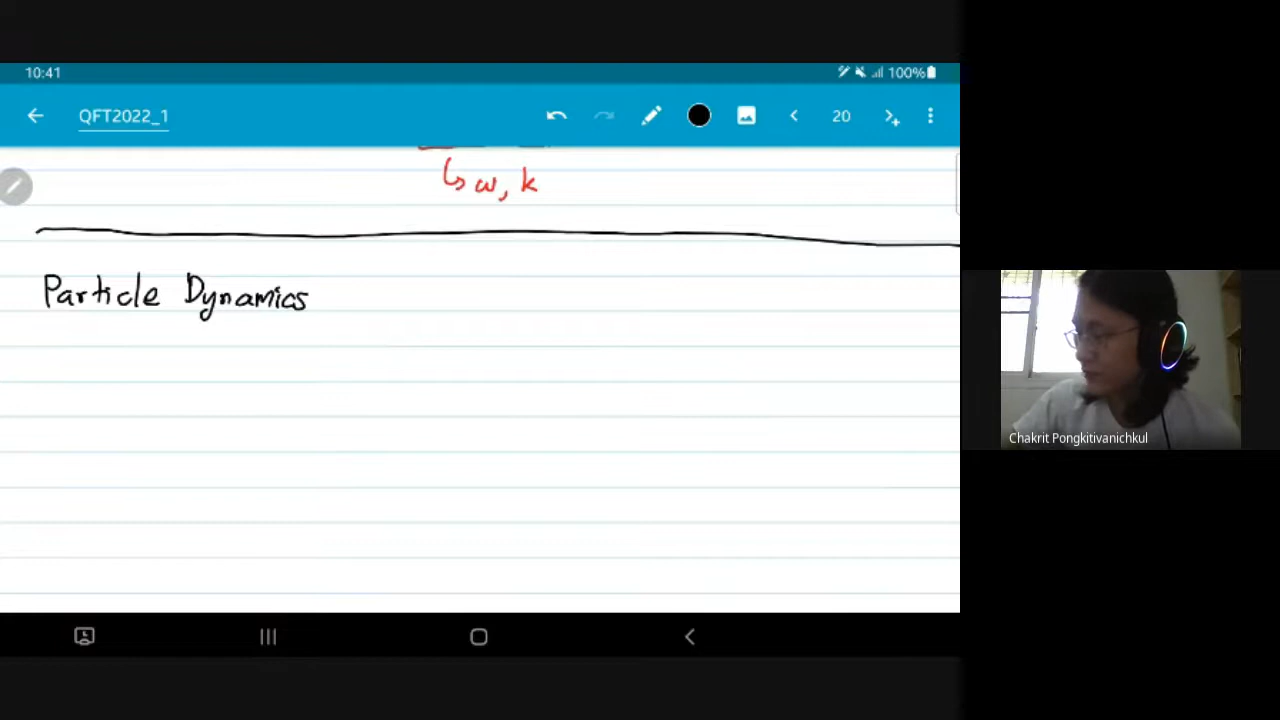 10:41
100%
QFT2022_1
20
↳ ω, k
Particle Dynamics
Chakrit Pongkitivanichkul